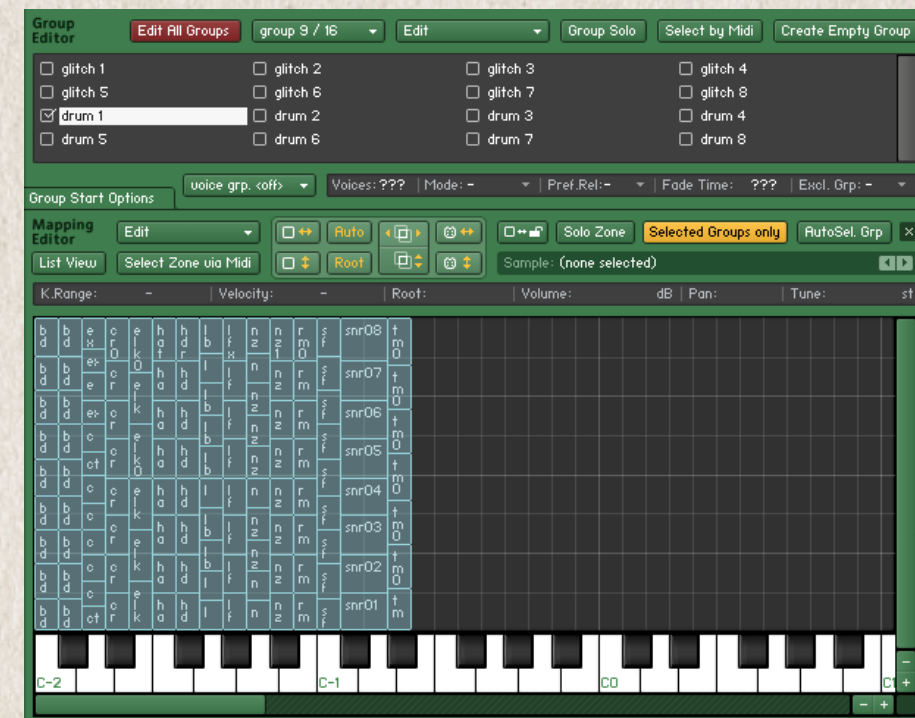 Group Editor
Edit All Groups
group 9 / 16
Edit
Group Solo
Select by Midi
Create Empty Group
glitch 1 glitch 2 glitch 3 glitch 4
glitch 5 glitch 6 glitch 7 glitch 8
drum 1 drum 2 drum 3 drum 4
drum 5 drum 6 drum 7 drum 8
Group Start Options
voice grp. <off>
Voices: ??? | Mode: - | Pref.Rel:- | Fade Time: ??? | Excl. Grp: -
Mapping Editor
Edit
Auto
Solo Zone
Selected Groups only
AutoSel. Grp
List View
Select Zone via Midi
Root
Sample: (none selected)
K.Range: - | Velocity: - | Root: | Volume: dB | Pan: | Tune: st
snr08
snr07
snr06
snr05
snr04
snr03
snr02
snr01
C-2 C-1 C0 C1